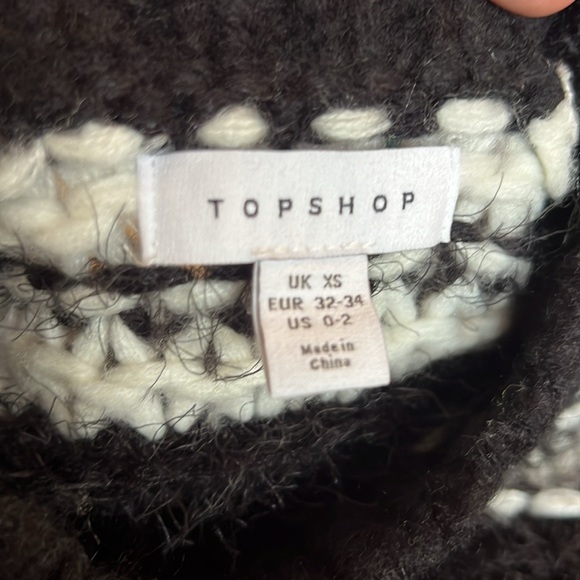 TOPSHOP
UK XS
EUR 32-34
US 0-2
Made in
China